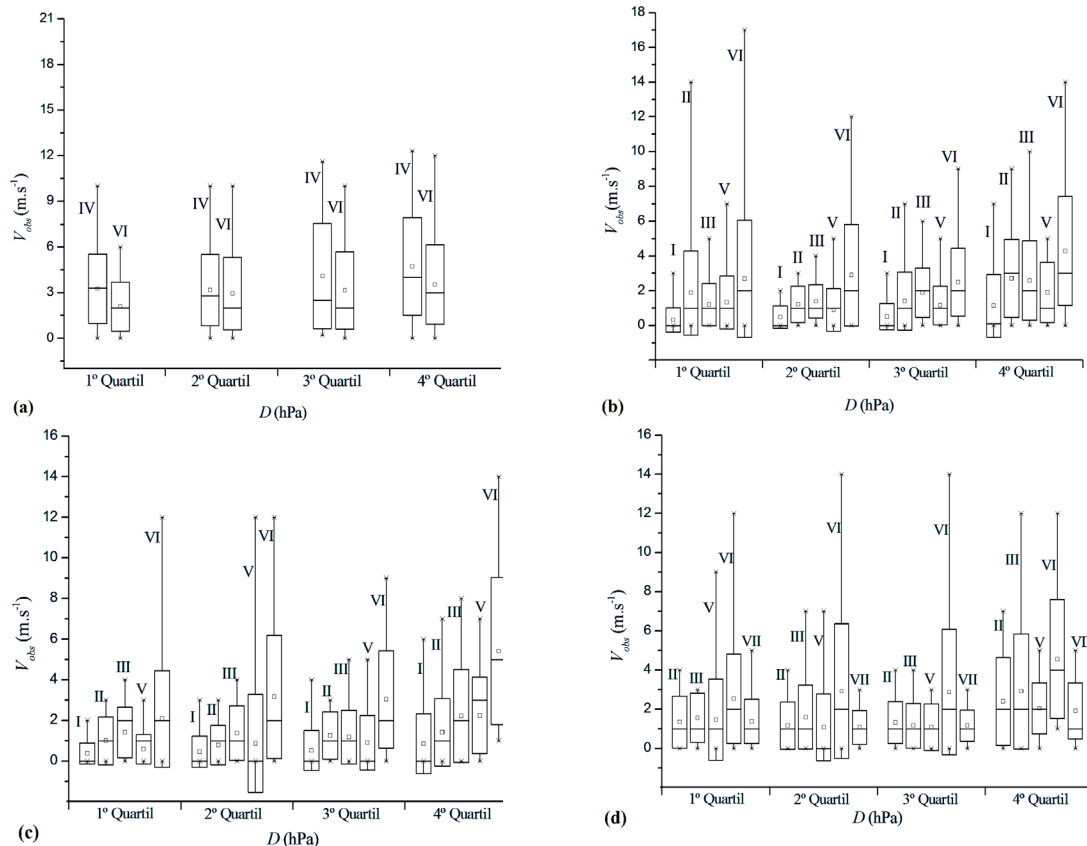 21
18
15
12
9
6
3
0
V_obs (m.s⁻¹)
IV
VI
IV
VI
IV
VI
IV
VI
1º Quartil
2º Quartil
3º Quartil
4º Quartil
(a)
D (hPa)
18
16
14
12
10
8
6
4
2
0
V_obs (m.s⁻¹)
I
II
III
V
VI
I
II
III
V
VI
I
II
III
V
VI
I
II
III
V
VI
1º Quartil
2º Quartil
3º Quartil
4º Quartil
(b)
D (hPa)
16
14
12
10
8
6
4
2
0
V_obs (m.s⁻¹)
I
II
III
V
VI
I
II
III
V
VI
I
II
III
V
VI
I
II
III
V
VI
1º Quartil
2º Quartil
3º Quartil
4º Quartil
(c)
D (hPa)
16
14
12
10
8
6
4
2
0
V_obs (m.s⁻¹)
II
III
V
VI
VII
II
III
V
VI
VII
II
III
V
VI
VII
II
III
V
VI
1º Quartil
2º Quartil
3º Quartil
4º Quartil
(d)
D (hPa)